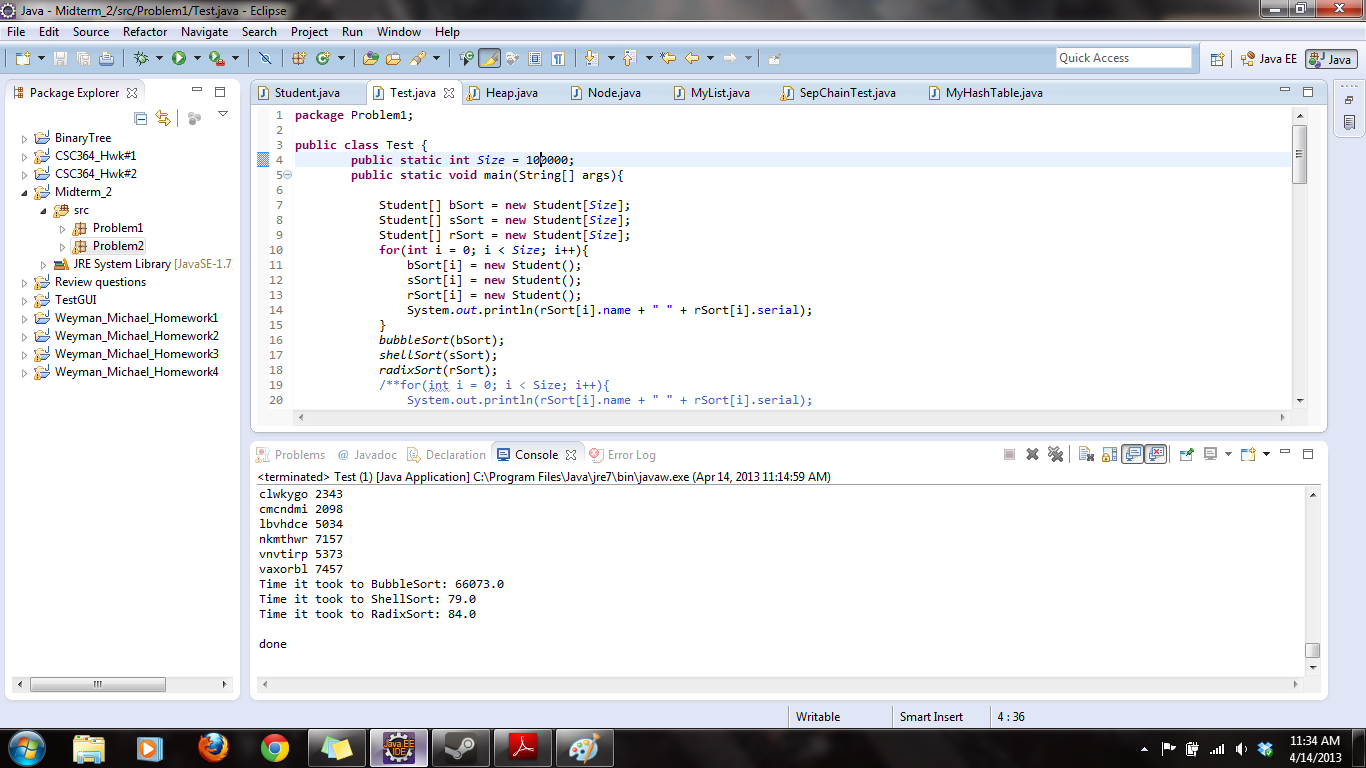 Java - Midterm_2/src/Problem1/Test.java - Eclipse
File Edit Source Refactor Navigate Search Project Run Window Help
Quick Access
Java EE
Java
Package Explorer
BinaryTree
CSC364_Hwk#1
CSC364_Hwk#2
Midterm_2
src
Problem1
Problem2
JRE System Library [JavaSE-1.7
Review questions
TestGUI
Weyman_Michael_Homework1
Weyman_Michael_Homework2
Weyman_Michael_Homework3
Weyman_Michael_Homework4
Student.java Test.java Heap.java Node.java MyList.java SepChainTest.java MyHashTable.java
1 package Problem1;
2
3 public class Test {
4 public static int Size = 100000;
5 public static void main(String[] args){
6
7 Student[] bSort = new Student[Size];
8 Student[] sSort = new Student[Size];
9 Student[] rSort = new Student[Size];
10 for(int i = 0; i < Size; i++){
11 bSort[i] = new Student();
12 sSort[i] = new Student();
13 rSort[i] = new Student();
14 System.out.println(rSort[i].name + " " + rSort[i].serial);
15 }
16 bubbleSort(bSort);
17 shellSort(sSort);
18 radixSort(rSort);
19 /**for(int i = 0; i < Size; i++){
20 System.out.println(rSort[i].name + " " + rSort[i].serial);
Problems @ Javadoc Declaration Console Error Log
<terminated> Test (1) [Java Application] C:\Program Files\Java\jre7\bin\javaw.exe (Apr 14, 2013 11:14:59 AM)
clwkygo 2343
cmcndmi 2098
lbvhdce 5034
nkmthwr 7157
vnvtirp 5373
vaxorbl 7457
Time it took to BubbleSort: 66073.0
Time it took to ShellSort: 79.0
Time it took to RadixSort: 84.0
done
Writable Smart Insert 4 : 36
Java EE
IDE
11:34 AM
4/14/2013